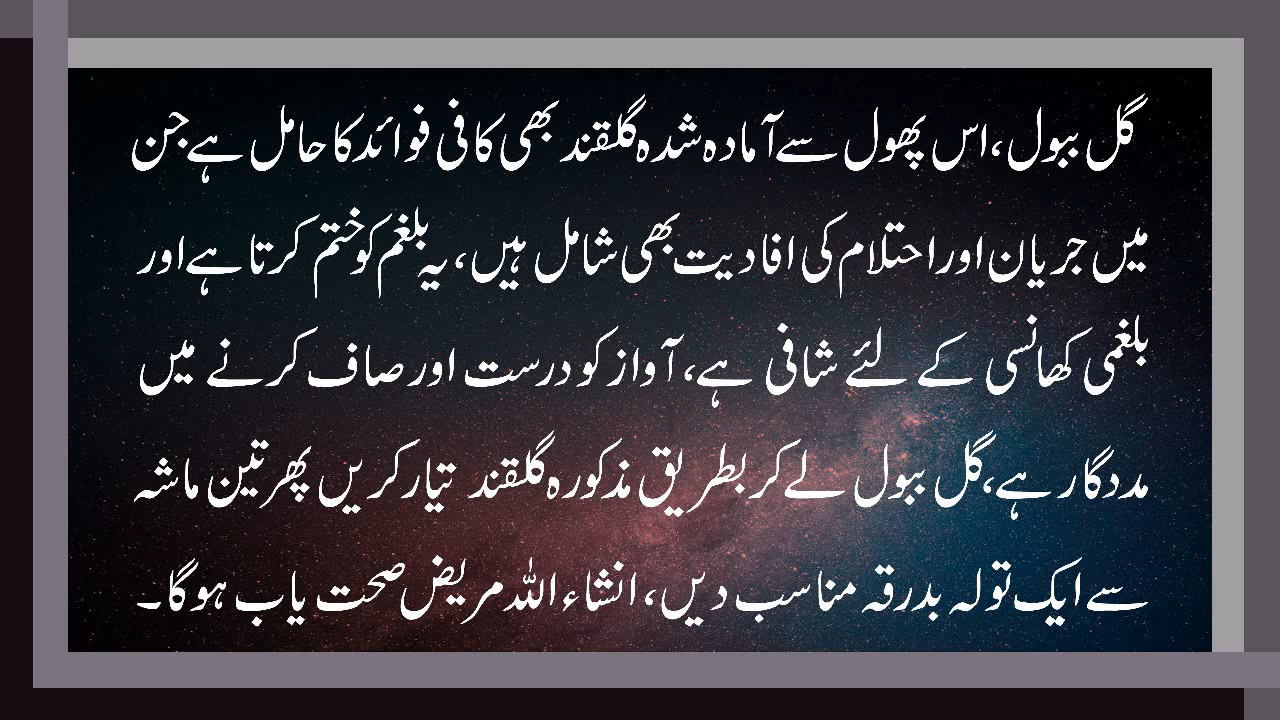 گل ببول، اس پھول سے آمادہ شدہ گلقند بھی کافی فوائد کا حامل ہے جن
میں جریان اور احتلام کی افادیت بھی شامل ہیں، یہ بلغم کو ختم کرتا ہے اور
بلغمی کھانسی کے لئے شافی ہے، آواز کو درست اور صاف کرنے میں
مددگار ہے، گل ببول لے کر بطریق مذکورہ گلقند تیار کریں پھر تین ماشہ
سے ایک تولہ بدرقہ مناسب دیں، انشاء اللہ مریض صحت یاب ہوگا۔